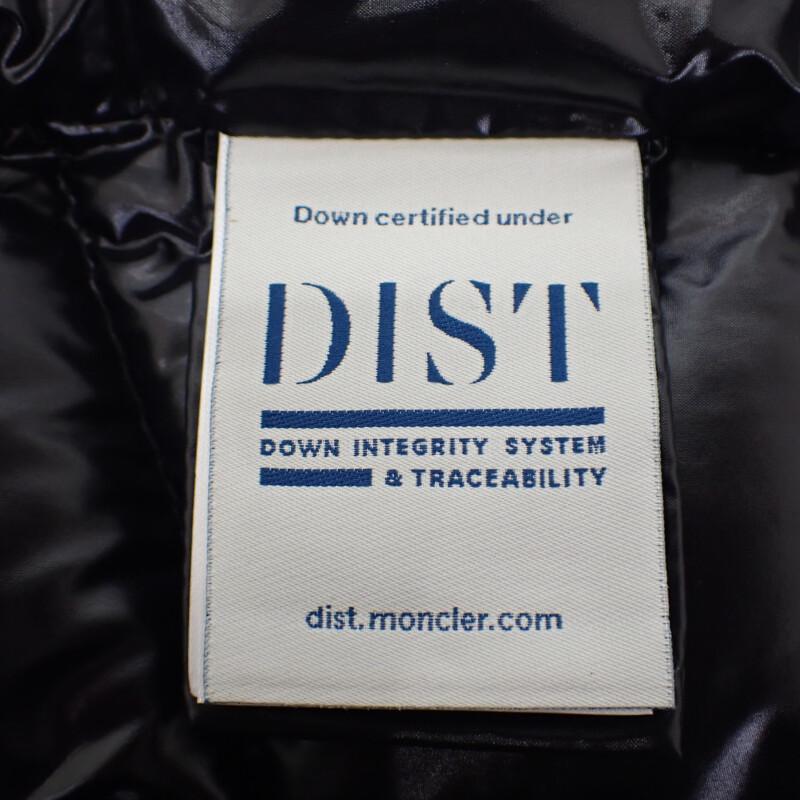 Down certified under
DIST
DOWN INTEGRITY SYSTEM
& TRACEABILITY
dist.moncler.com